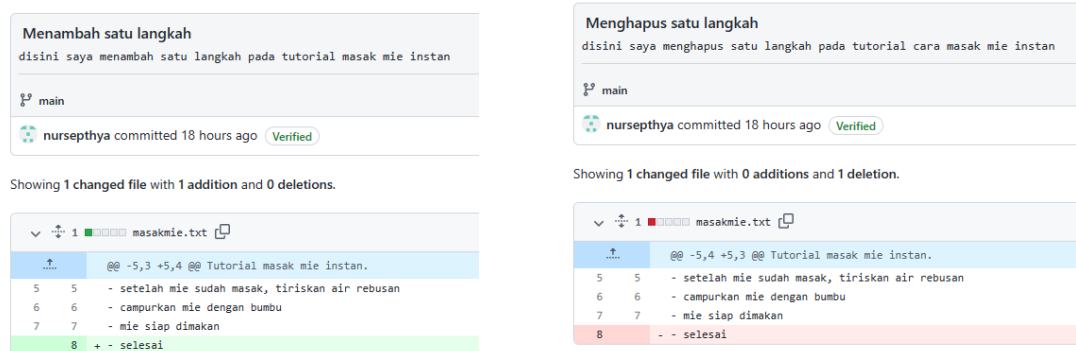 Menambah satu langkah
disini saya menambah satu langkah pada tutorial masak mie instan
main
nursepthya committed 18 hours ago Verified
Showing 1 changed file with 1 addition and 0 deletions.
1 masakmie.txt
@@ -5,3 +5,4 @@ Tutorial masak mie instan.
5 5 - setelah mie sudah masak, tiriskan air rebusan
6 6 - campurkan mie dengan bumbu
7 7 - mie siap dimakan
8 + - selesai
Menghapus satu langkah
disini saya menghapus satu langkah pada tutorial cara masak mie instan
main
nursepthya committed 18 hours ago Verified
Showing 1 changed file with 0 additions and 1 deletion.
1 masakmie.txt
@@ -5,4 +5,3 @@ Tutorial masak mie instan.
5 5 - setelah mie sudah masak, tiriskan air rebusan
6 6 - campurkan mie dengan bumbu
7 7 - mie siap dimakan
8 - - selesai